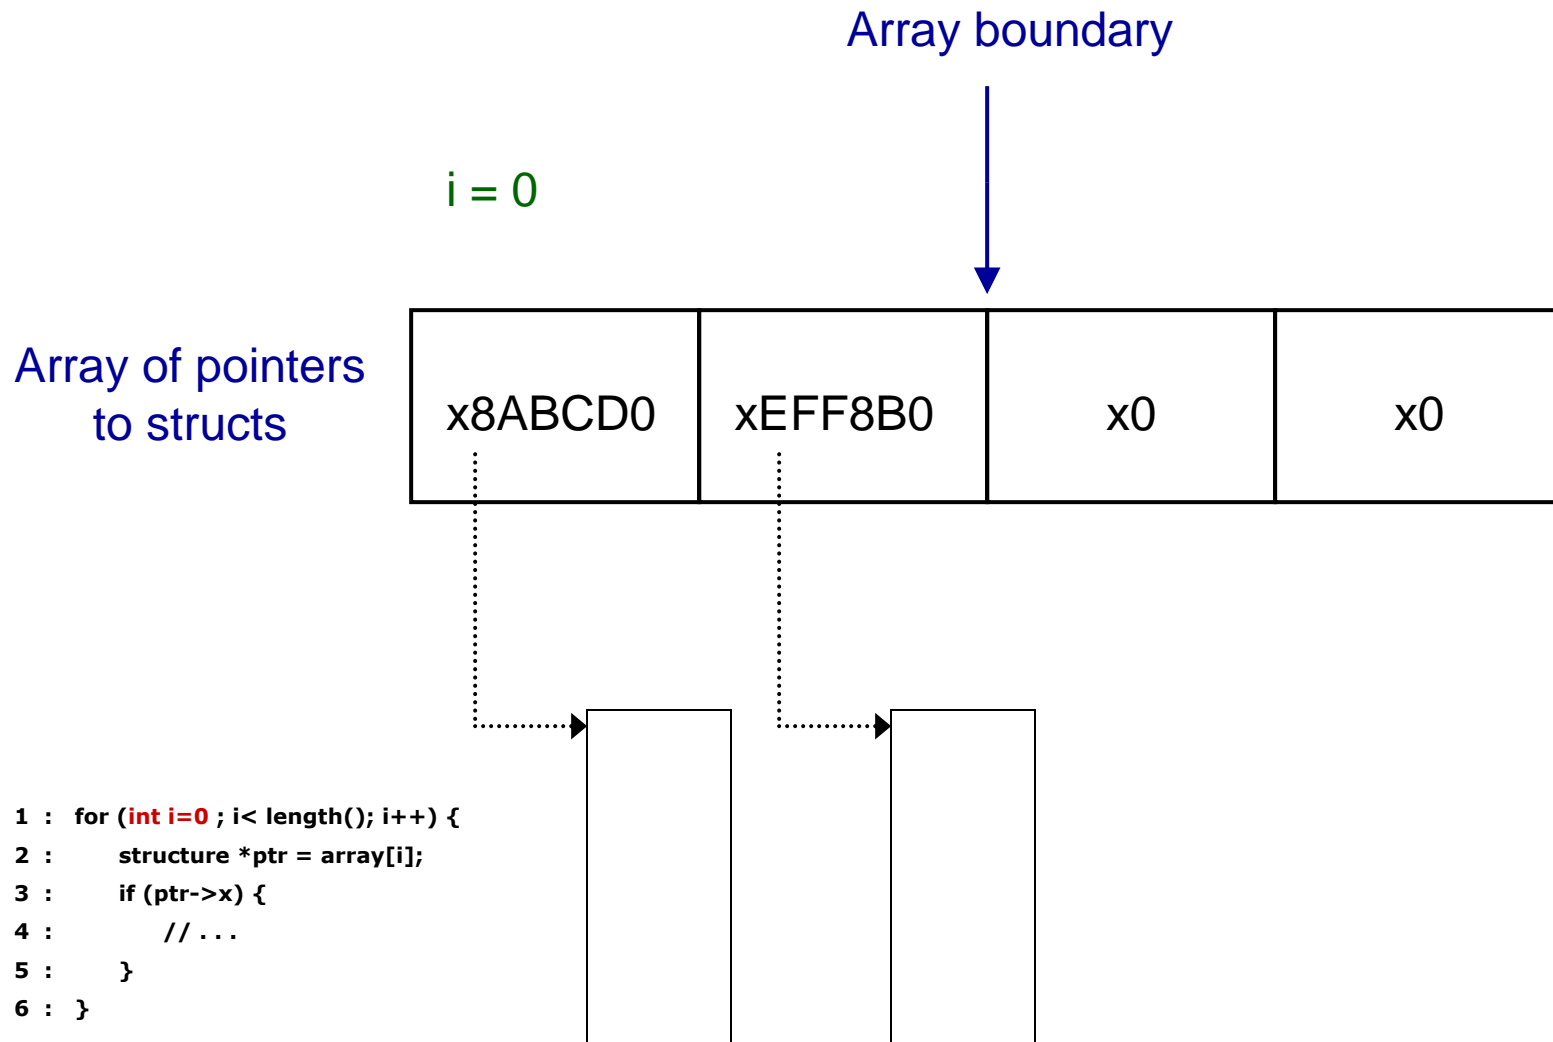 Array boundary
i = 0
Array of pointers
to structs
x8ABCD0 xEFF8B0 x0 x0
1 : for (int i=0 ; i< length(); i++) {
2 : structure *ptr = array[i];
3 : if (ptr->x) {
4 : // . . .
5 : }
6 : }